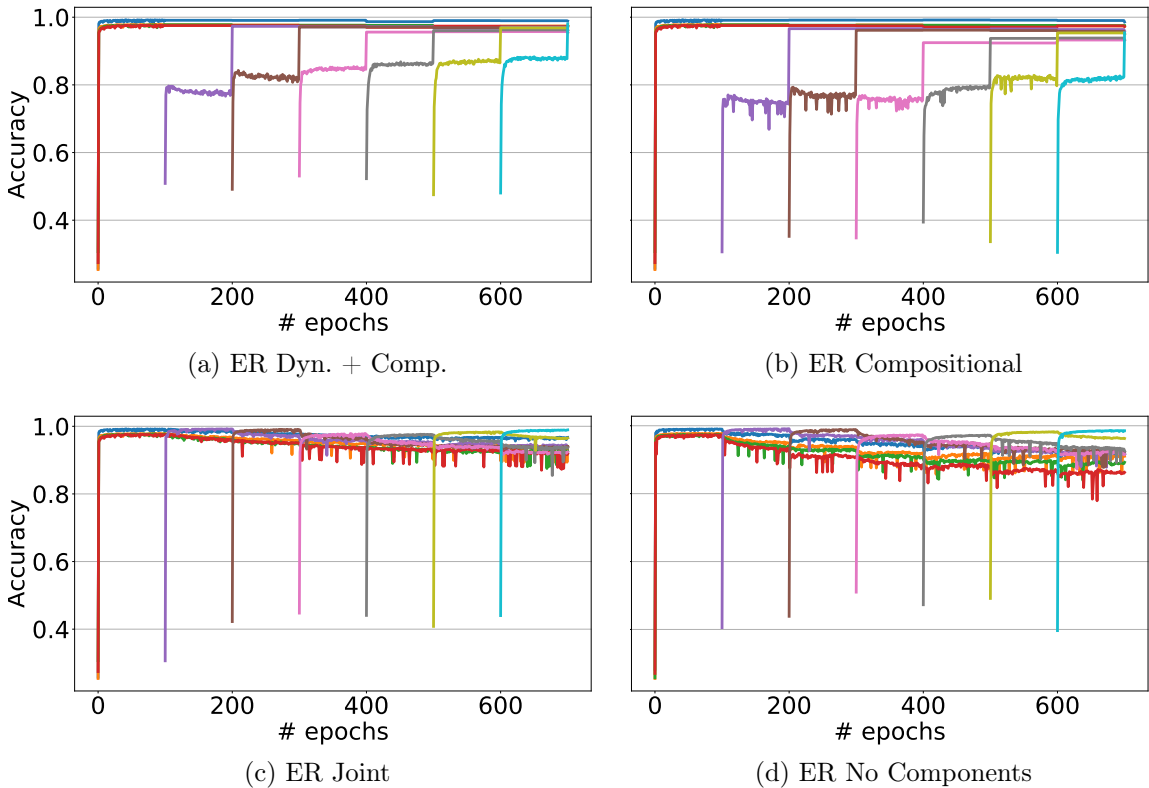 1.0
0.8
0.6
0.4
Accuracy
0 200 400 600
# epochs
(a) ER Dyn. + Comp.
0 200 400 600
# epochs
(b) ER Compositional
1.0
0.8
0.6
0.4
Accuracy
0 200 400 600
# epochs
(c) ER Joint
0 200 400 600
# epochs
(d) ER No Components